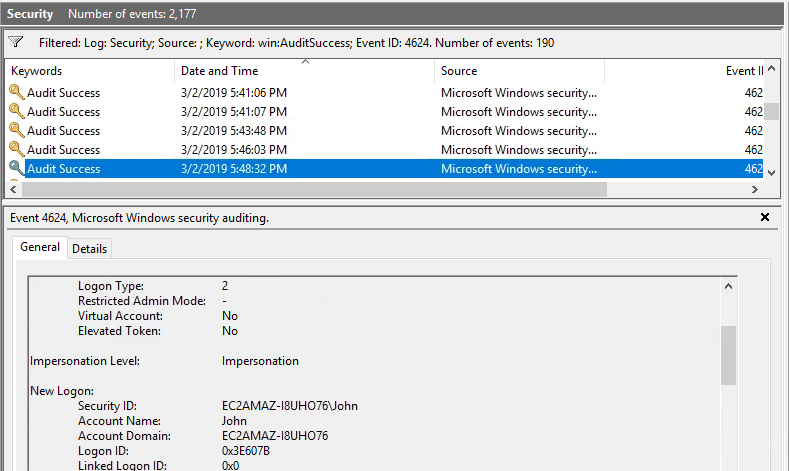 Security Number of events: 2,177
Filtered: Log: Security; Source: ; Keyword: win:AuditSuccess; Event ID: 4624. Number of events: 190
Keywords Date and Time Source Event II
Audit Success 3/2/2019 5:41:06 PM Microsoft Windows security... 462
Audit Success 3/2/2019 5:41:07 PM Microsoft Windows security... 462
Audit Success 3/2/2019 5:43:48 PM Microsoft Windows security... 462
Audit Success 3/2/2019 5:46:03 PM Microsoft Windows security... 462
Audit Success 3/2/2019 5:48:32 PM Microsoft Windows security... 462
Event 4624, Microsoft Windows security auditing.
General Details
Logon Type: 2
Restricted Admin Mode: -
Virtual Account: No
Elevated Token: No
Impersonation Level: Impersonation
New Logon:
Security ID: EC2AMAZ-I8UHO76\John
Account Name: John
Account Domain: EC2AMAZ-I8UHO76
Logon ID: 0x3E607B
Linked Logon ID: 0x0